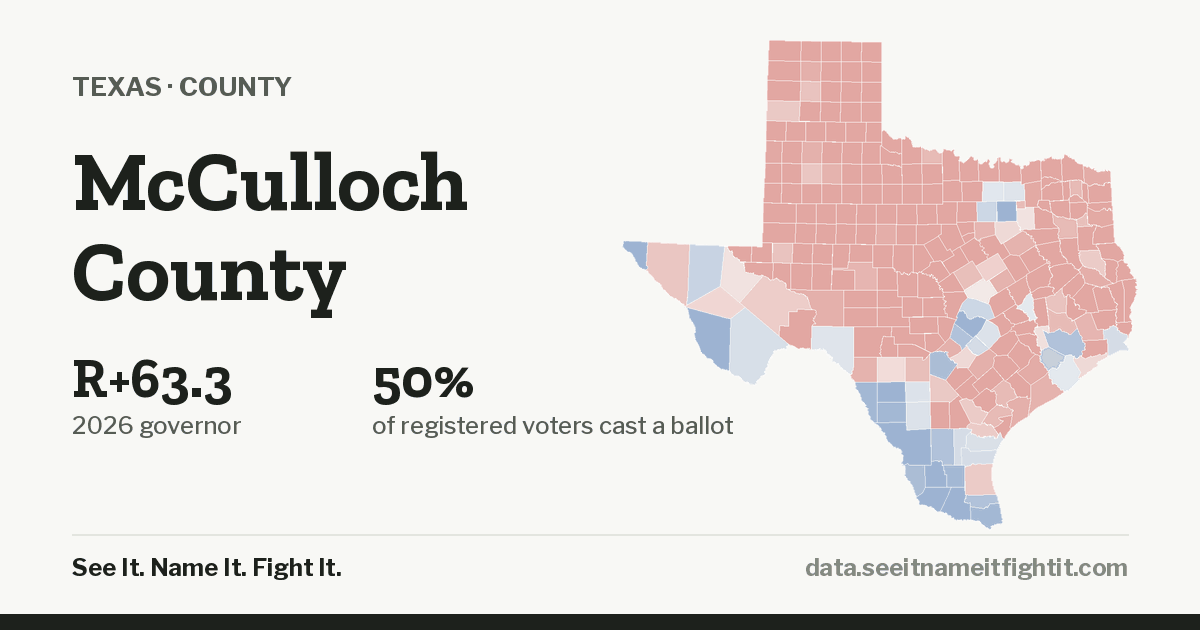 TEXAS · COUNTY
McCulloch
County
R+63.3
2026 governor
50%
of registered voters cast a ballot
See It. Name It. Fight It.
data.seeitnameitfightit.com